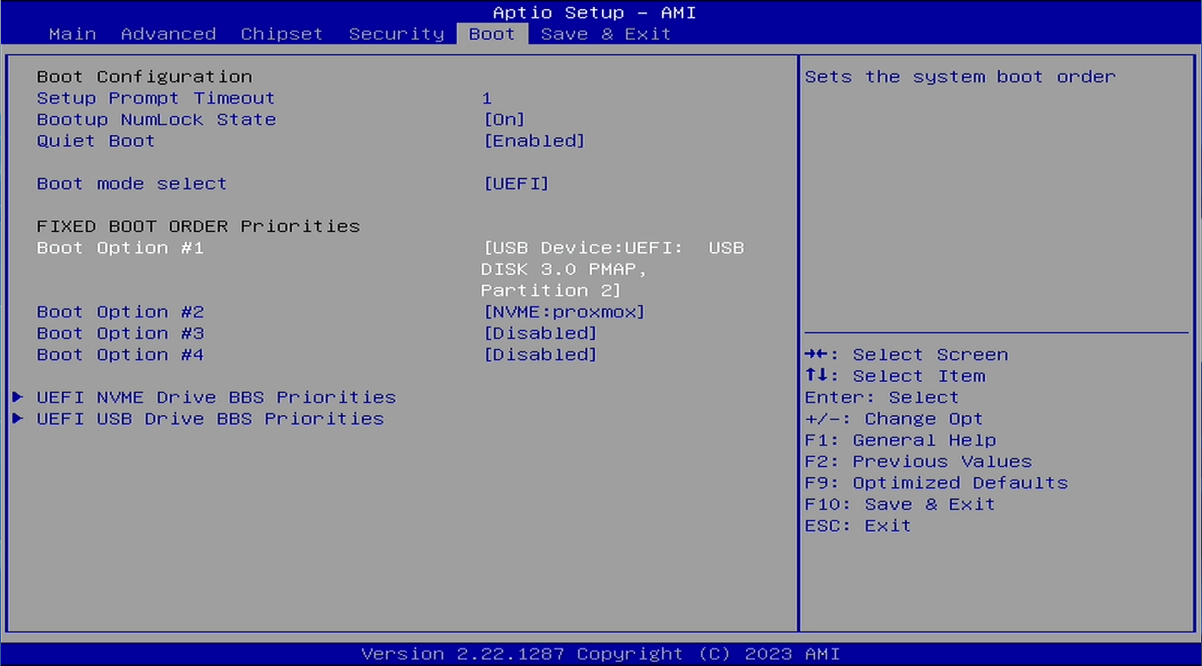 Aptio Setup – AMI
Main Advanced Chipset Security Boot Save & Exit
Boot Configuration
Setup Prompt Timeout 1
Bootup NumLock State [On]
Quiet Boot [Enabled]
Boot mode select [UEFI]
FIXED BOOT ORDER Priorities
Boot Option #1 [USB Device:UEFI: USB
DISK 3.0 PMAP,
Partition 2]
Boot Option #2 [NVME:proxmox]
Boot Option #3 [Disabled]
Boot Option #4 [Disabled]
▶ UEFI NVME Drive BBS Priorities
▶ UEFI USB Drive BBS Priorities
Sets the system boot order
→←: Select Screen
↑↓: Select Item
Enter: Select
+/-: Change Opt
F1: General Help
F2: Previous Values
F9: Optimized Defaults
F10: Save & Exit
ESC: Exit
Version 2.22.1287 Copyright (C) 2023 AMI